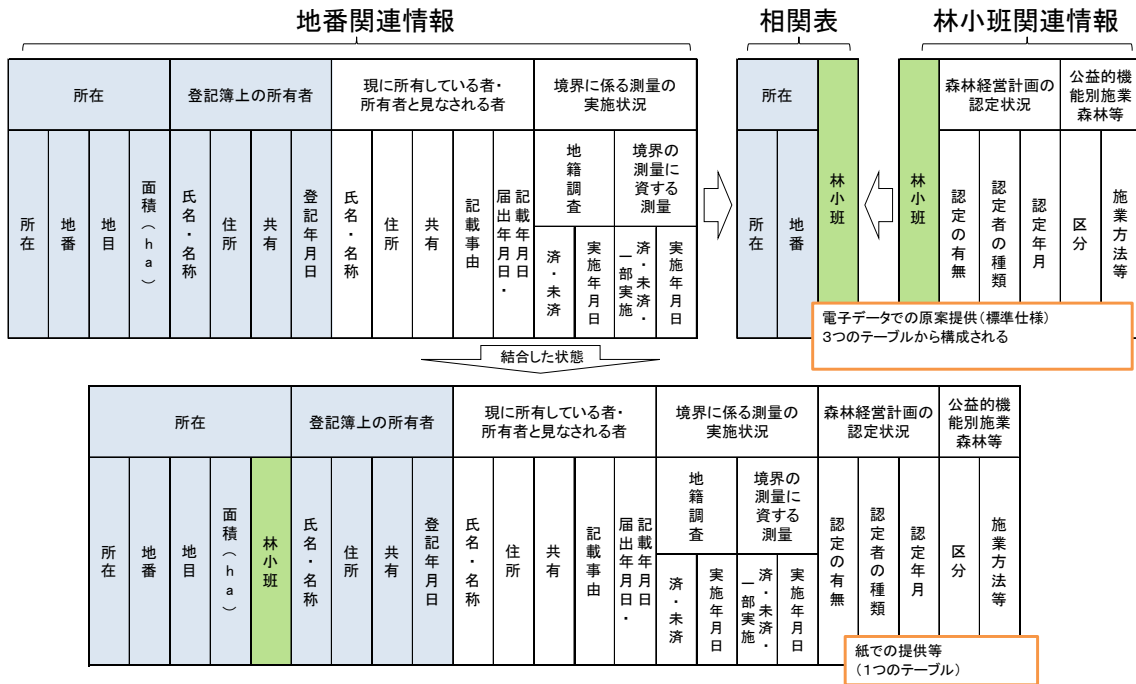 地番関連情報
相関表
林小班関連情報
所在
登記簿上の所有者
現に所有している者・
所有者と見なされる者
境界に係る測量の
実施状況
地籍調査
境界の
測量に
資する
測量
所在
地番
地目
面積（ha）
氏名・名称
住所
共有
登記年月日
氏名・名称
住所
共有
記載事由
届出年月日・
記載年月日
済・未済
実施年月日
済・未済・
一部実施
実施年月日
所在
所在
地番
林小班
林小班
森林経営計画の
認定状況
公益的機
能別施業
森林等
認定の有無
認定者の種類
認定年月
区分
施業方法等
電子データでの原案提供（標準仕様）
3つのテーブルから構成される
結合した状態
所在
登記簿上の所有者
現に所有している者・
所有者と見なされる者
境界に係る測量の
実施状況
森林経営計画の
認定状況
公益的機
能別施業
森林等
地籍調査
境界の
測量に
資する
測量
所在
地番
地目
面積（ha）
林小班
氏名・名称
住所
共有
登記年月日
氏名・名称
住所
共有
記載事由
届出年月日・
記載年月日
済・未済
実施年月日
済・未済・
一部実施
実施年月日
認定の有無
認定者の種類
認定年月
区分
施業方法等
紙での提供等
（1つのテーブル）